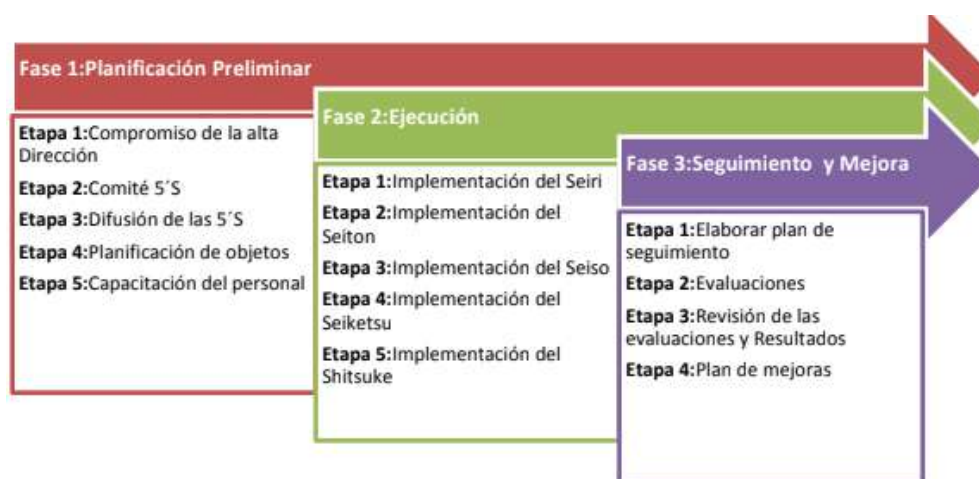 Fase 1:Planificación Preliminar
Etapa 1:Compromiso de la alta
Dirección
Etapa 2:Comité 5´S
Etapa 3:Difusión de las 5´S
Etapa 4:Planificación de objetos
Etapa 5:Capacitación del personal
Fase 2:Ejecución
Etapa 1:Implementación del Seiri
Etapa 2:Implementación del
Seiton
Etapa 3:Implementación del Seiso
Etapa 4:Implementación del
Seiketsu
Etapa 5:Implementación del
Shitsuke
Fase 3:Seguimiento y Mejora
Etapa 1:Elaborar plan de
seguimiento
Etapa 2:Evaluaciones
Etapa 3:Revisión de las
evaluaciones y Resultados
Etapa 4:Plan de mejoras